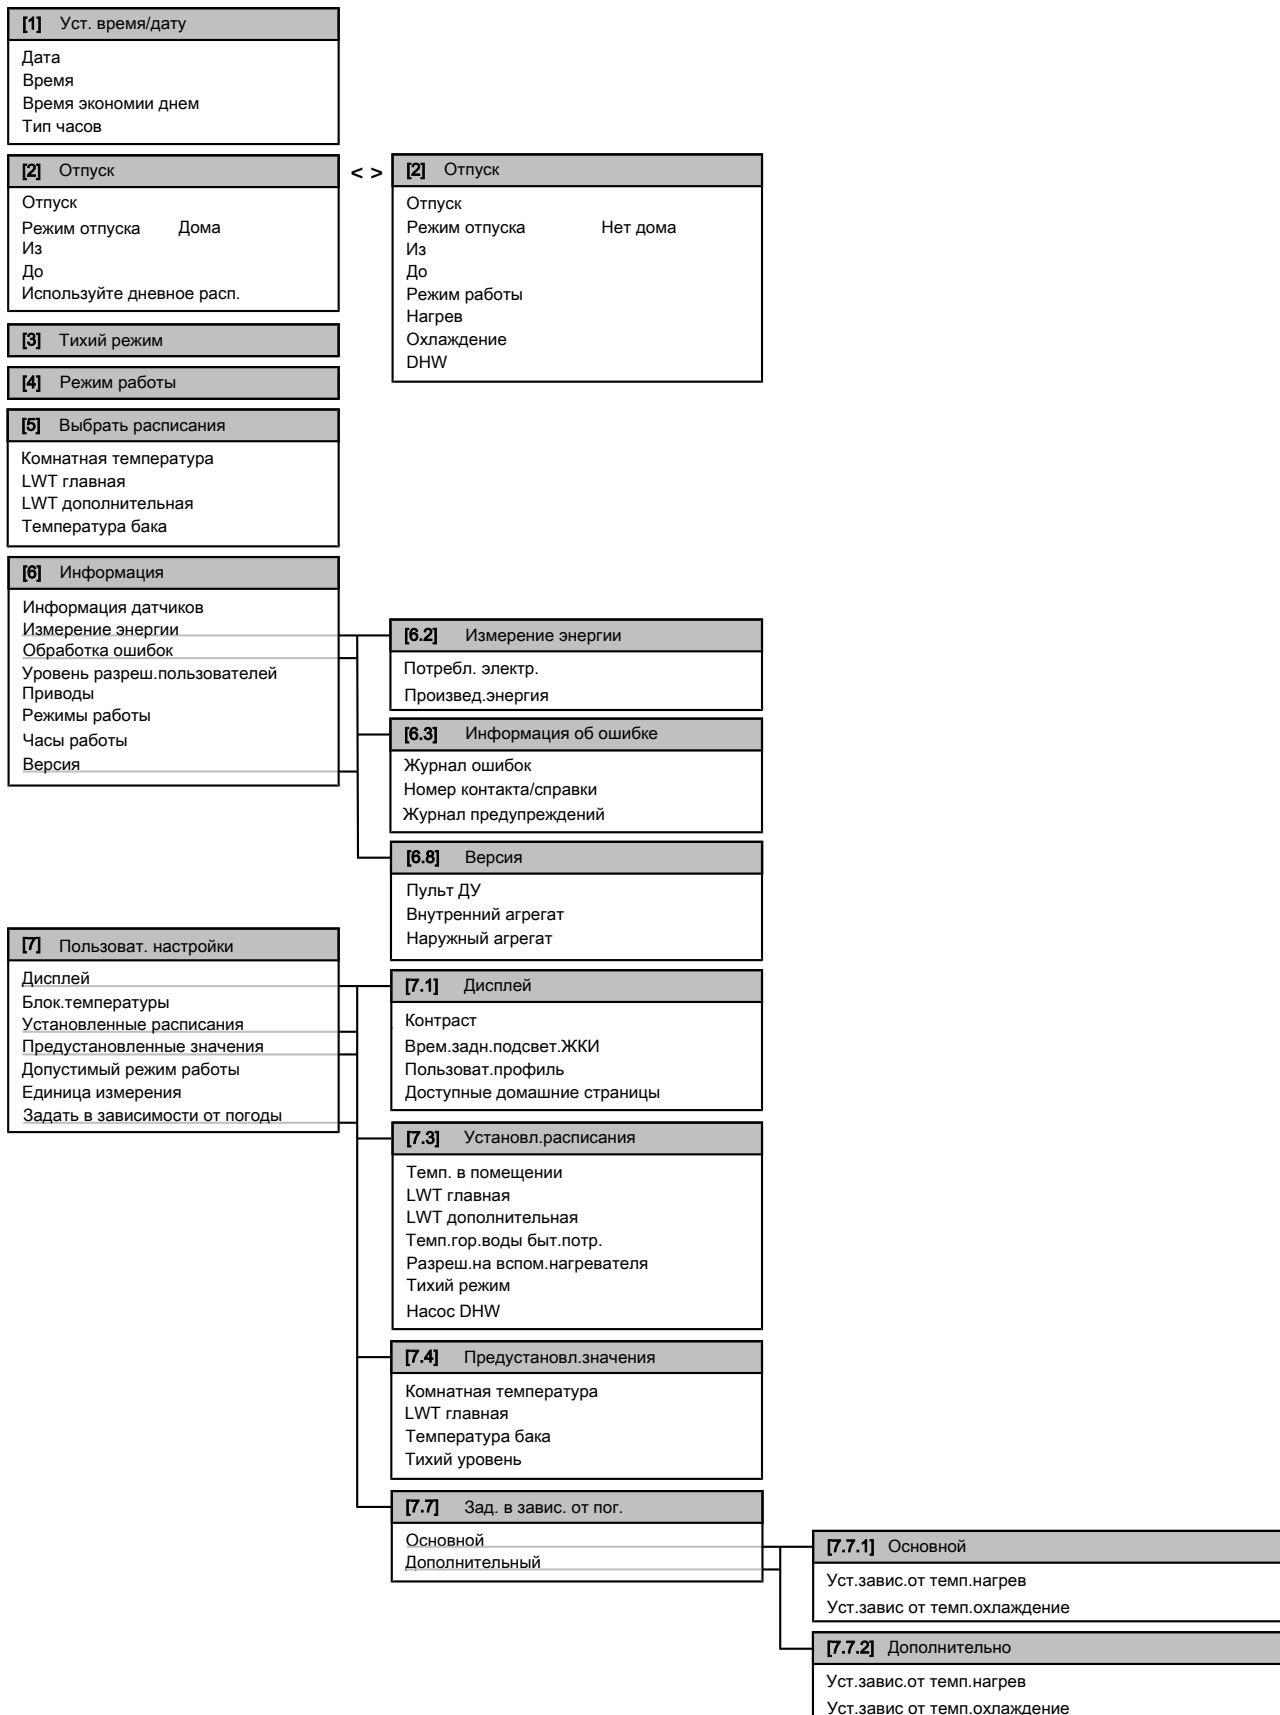 [1] Уст. время/дату
Дата
Время
Время экономии днем
Тип часов
[2] Отпуск
Отпуск
Режим отпуска Дома
Из
До
Используйте дневное расп.
< >
[2] Отпуск
Отпуск
Режим отпуска Нет дома
Из
До
Режим работы
Нагрев
Охлаждение
DHW
[3] Тихий режим
[4] Режим работы
[5] Выбрать расписания
Комнатная температура
LWT главная
LWT дополнительная
Температура бака
[6] Информация
Информация датчиков
Измерение энергии
Обработка ошибок
Уровень разреш.пользователей
Приводы
Режимы работы
Часы работы
Версия
[6.2] Измерение энергии
Потребл. электр.
Произвед.энергия
[6.3] Информация об ошибке
Журнал ошибок
Номер контакта/справки
Журнал предупреждений
[6.8] Версия
Пульт ДУ
Внутренний агрегат
Наружный агрегат
[7] Пользоват. настройки
Дисплей
Блок.температуры
Установленные расписания
Предустановленные значения
Допустимый режим работы
Единица измерения
Задать в зависимости от погоды
[7.1] Дисплей
Контраст
Врем.задн.подсвет.ЖКИ
Пользоват.профиль
Доступные домашние страницы
[7.3] Установл.расписания
Темп. в помещении
LWT главная
LWT дополнительная
Темп.гор.воды быт.потр.
Разреш.на вспом.нагревателя
Тихий режим
Насос DHW
[7.4] Предустановл.значения
Комнатная температура
LWT главная
Температура бака
Тихий уровень
[7.7] Зад. в завис. от пог.
Основной
Дополнительный
[7.7.1] Основной
Уст.завис.от темп.нагрев
Уст.завис от темп.охлаждение
[7.7.2] Дополнительно
Уст.завис.от темп.нагрев
Уст.завис от темп.охлаждение